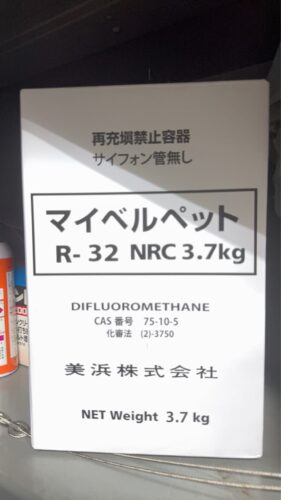 再充塡禁止容器
サイフォン管無し
マイベルペット
R- 32 NRC 3.7kg
DIFLUOROMETHANE
CAS 番号 75-10-5
化審法 (2)-3750
美浜株式会社
NET Weight 3.7 kg